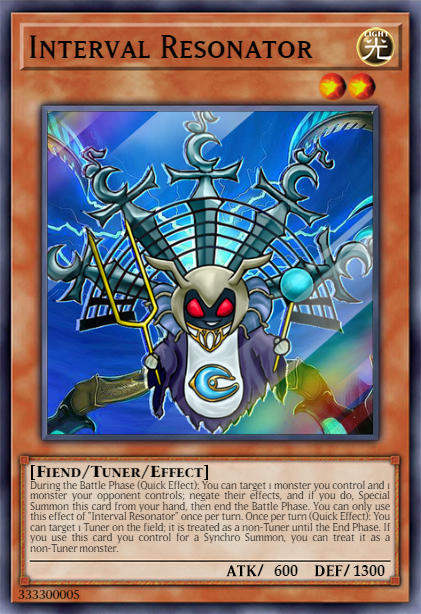 Interval Resonator
LIGHT
光
[Fiend/Tuner/Effect]
During the Battle Phase (Quick Effect): You can target 1 monster you control and 1
monster your opponent controls; negate their effects, and if you do, Special
Summon this card from your hand, then end the Battle Phase. You can only use
this effect of "Interval Resonator" once per turn. Once per turn (Quick Effect): You
can target 1 Tuner on the field; it is treated as a non-Tuner until the End Phase. If
you use this card you control for a Synchro Summon, you can treat it as a
non-Tuner monster.
ATK/ 600 DEF/1300
333300005